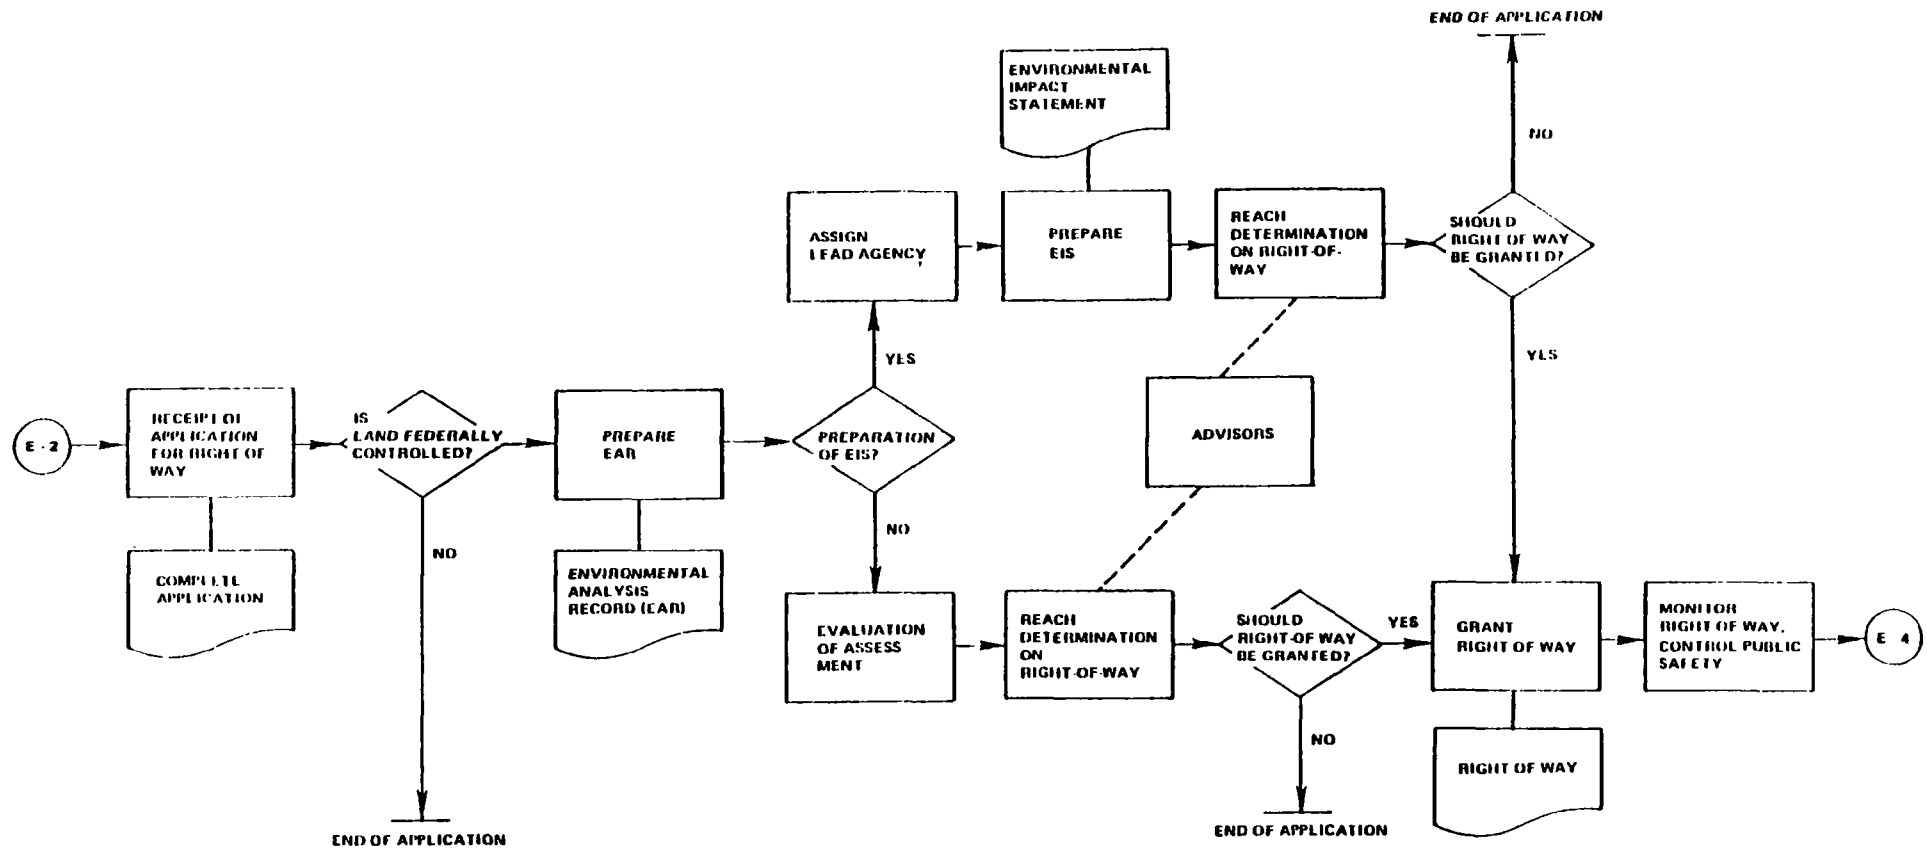 END OF APPLICATION
ENVIRONMENTAL
IMPACT
STATEMENT
NO
ASSIGN
LEAD AGENCY,
PREPARE
EIS
REACH
DETERMINATION
ON RIGHT-OF-
WAY
SHOULD
RIGHT OF WAY
BE GRANTED?
YES
YES
E - 2
RECEIPT OF
APPLICATION
FOR RIGHT OF
WAY
IS
LAND FEDERALLY
CONTROLLED?
PREPARE
EAR
PREPARATION
OF EIS?
ADVISORS
NO
NO
COMPLETE
APPLICATION
ENVIRONMENTAL
ANALYSIS
RECORD (EAR)
EVALUATION
OF ASSESS
MENT
REACH
DETERMINATION
ON
RIGHT-OF-WAY
SHOULD
RIGHT-OF WAY
BE GRANTED?
YES
GRANT
RIGHT OF WAY
MONITOR
RIGHT OF WAY,
CONTROL PUBLIC
SAFETY
E 4
NO
RIGHT OF WAY
END OF APPLICATION
END OF APPLICATION